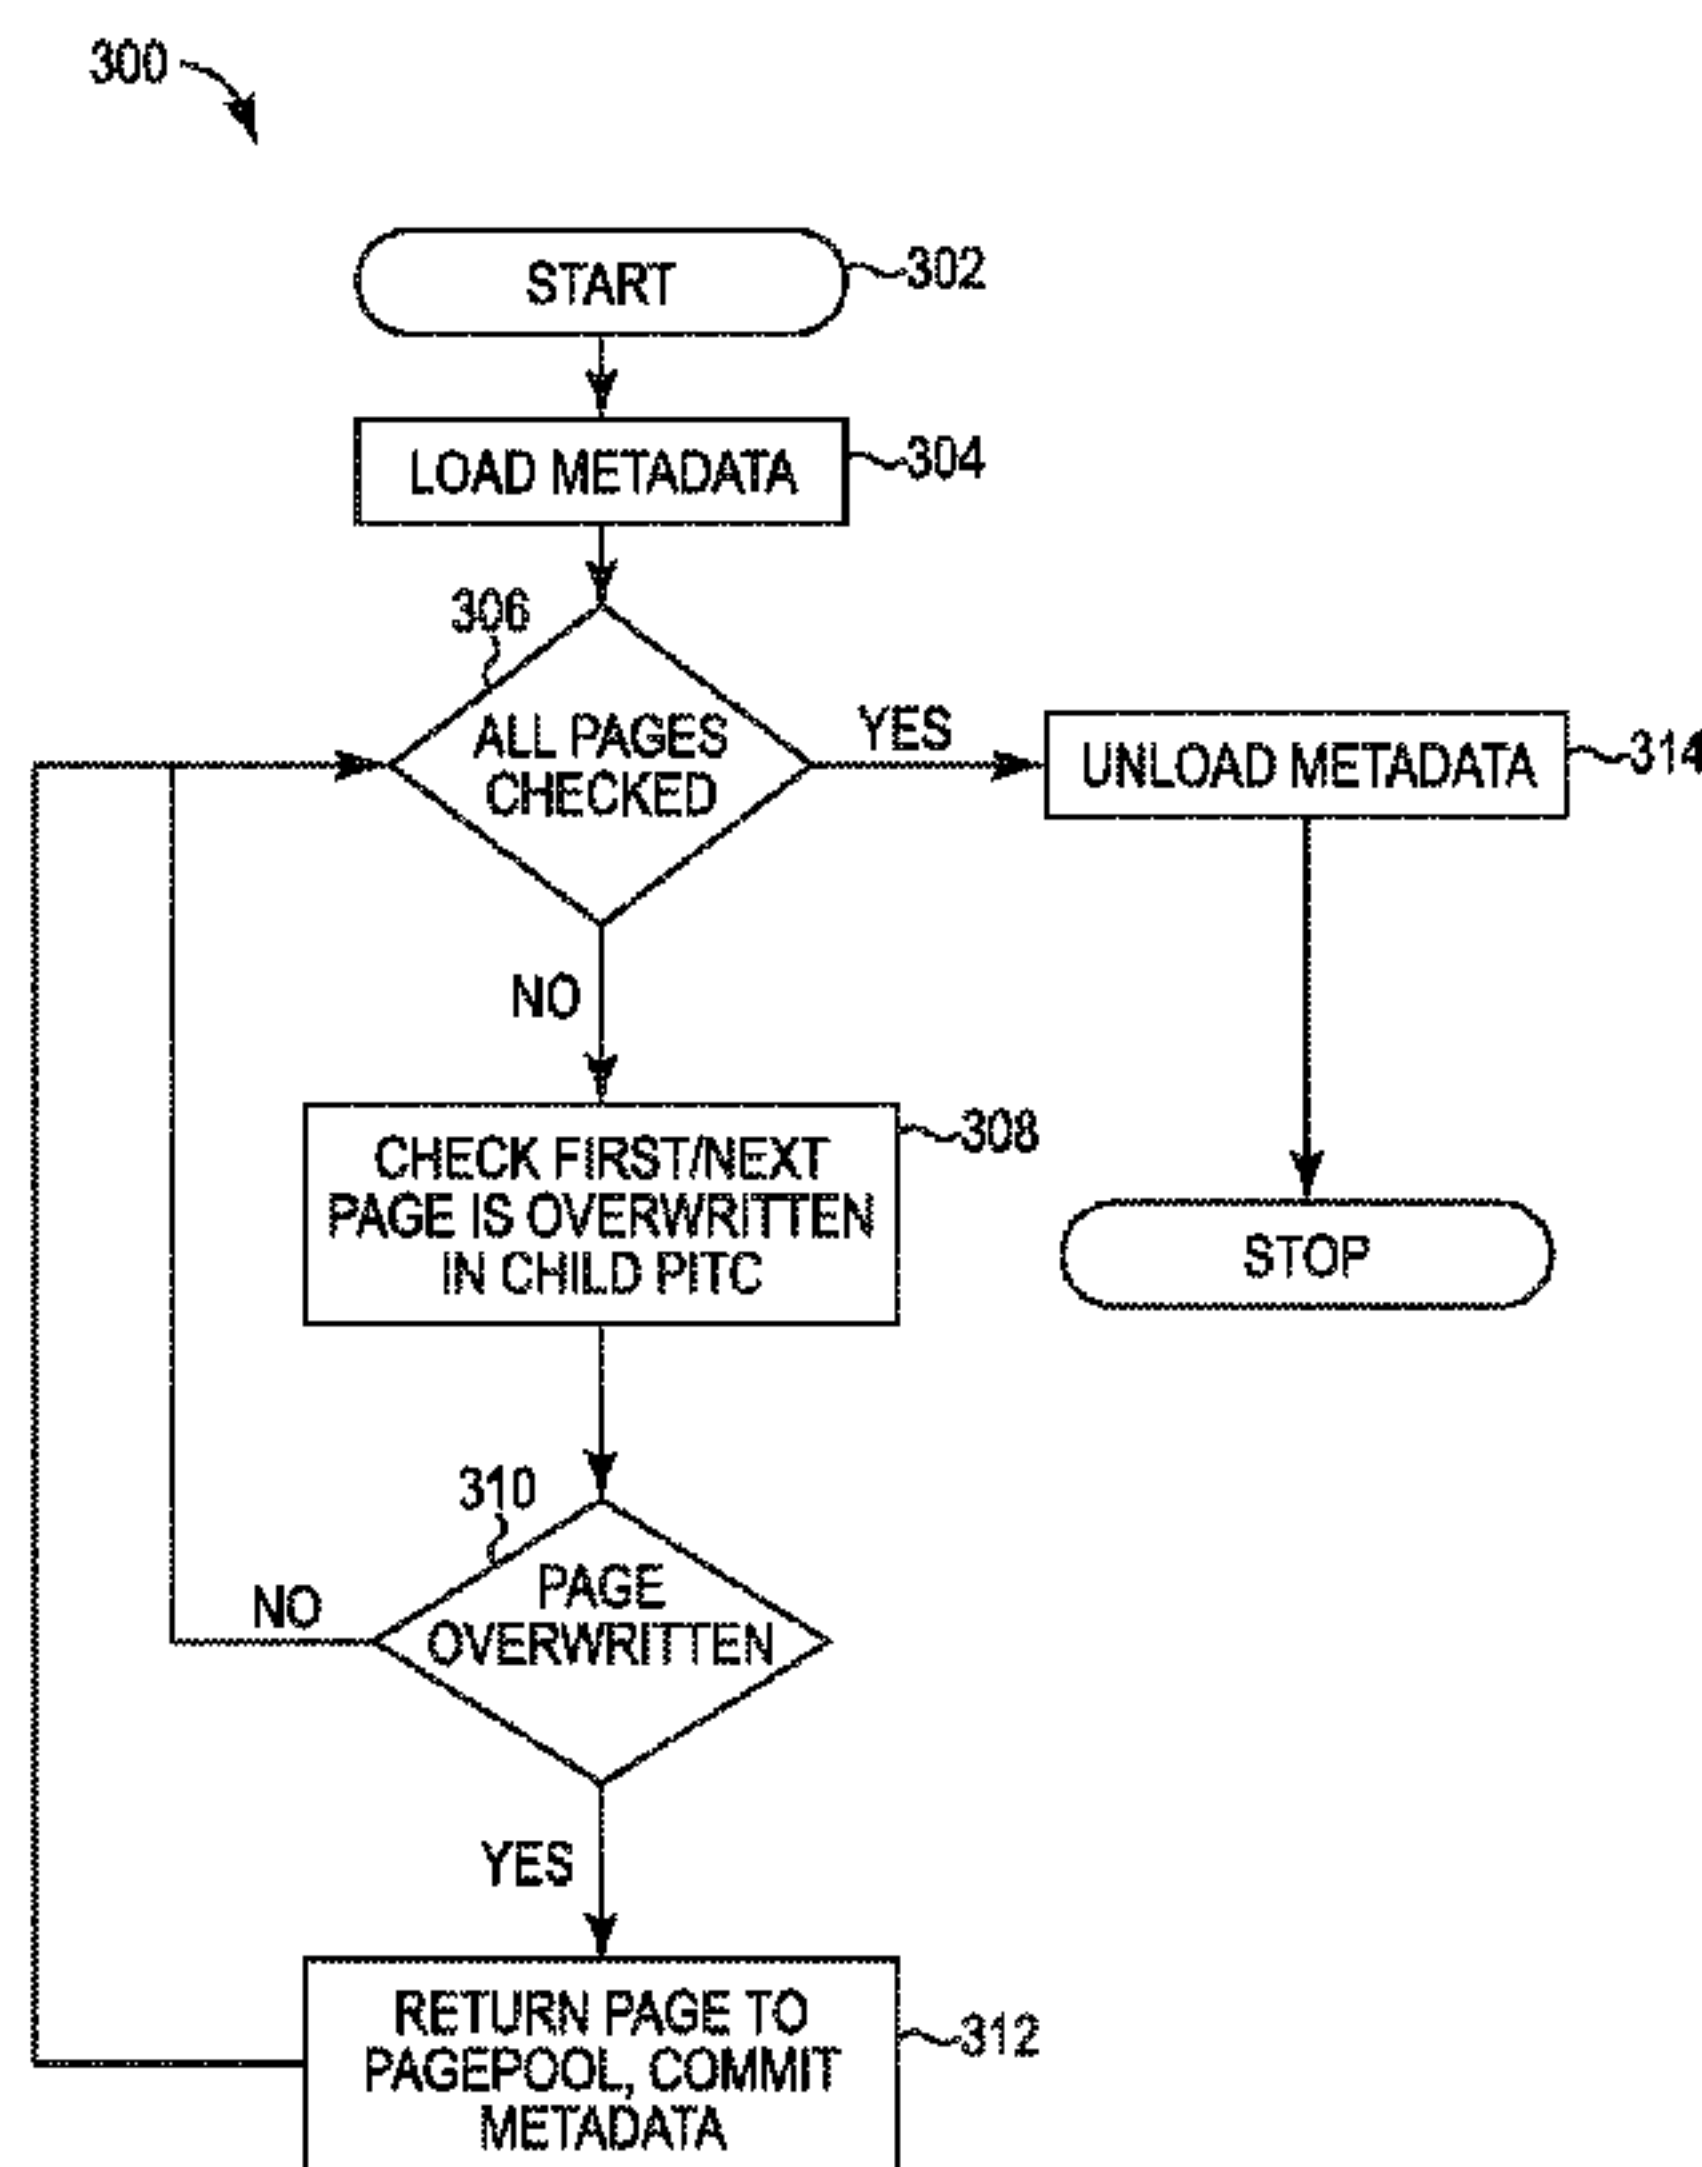 300
START
302
LOAD METADATA
304
306
ALL PAGES
CHECKED
YES
UNLOAD METADATA
314
NO
CHECK FIRST/NEXT
PAGE IS OVERWRITTEN
IN CHILD PITC
308
STOP
310
PAGE
OVERWRITTEN
NO
YES
RETURN PAGE TO
PAGEPOOL, COMMIT
METADATA
312